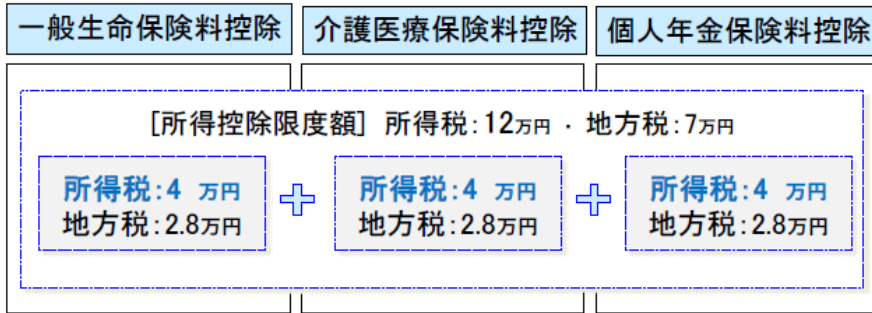 一般生命保険料控除
介護医療保険料控除
個人年金保険料控除
[所得控除限度額] 所得税:12万円 · 地方税:7万円
所得税:4 万円
地方税:2.8万円
+
所得税:4 万円
地方税:2.8万円
+
所得税:4 万円
地方税:2.8万円